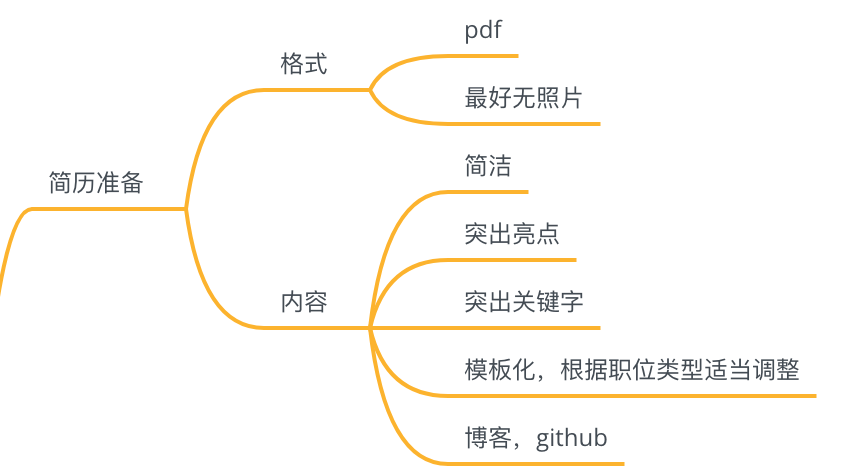 pdf
格式
最好无照片
简洁
简历准备
突出亮点
内容
突出关键字
模板化，根据职位类型适当调整
博客，github